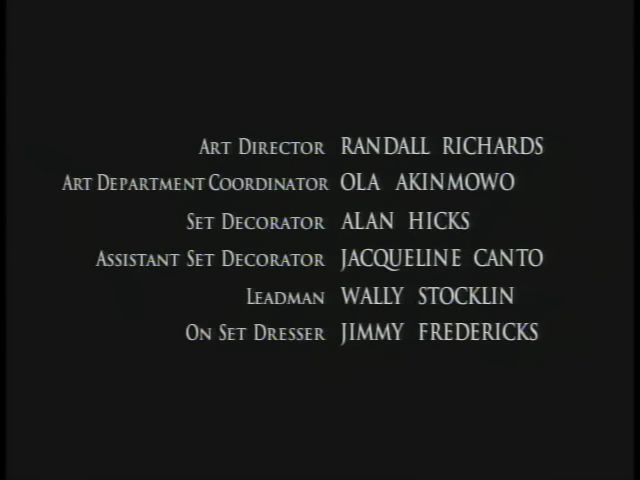 Art Director RANDALL RICHARDS
Art Department Coordinator OLA AKINMOWO
Set Decorator ALAN HICKS
Assistant Set Decorator JACQUELINE CANTO
Leadman WALLY STOCKLIN
On Set Dresser JIMMY FREDERICKS